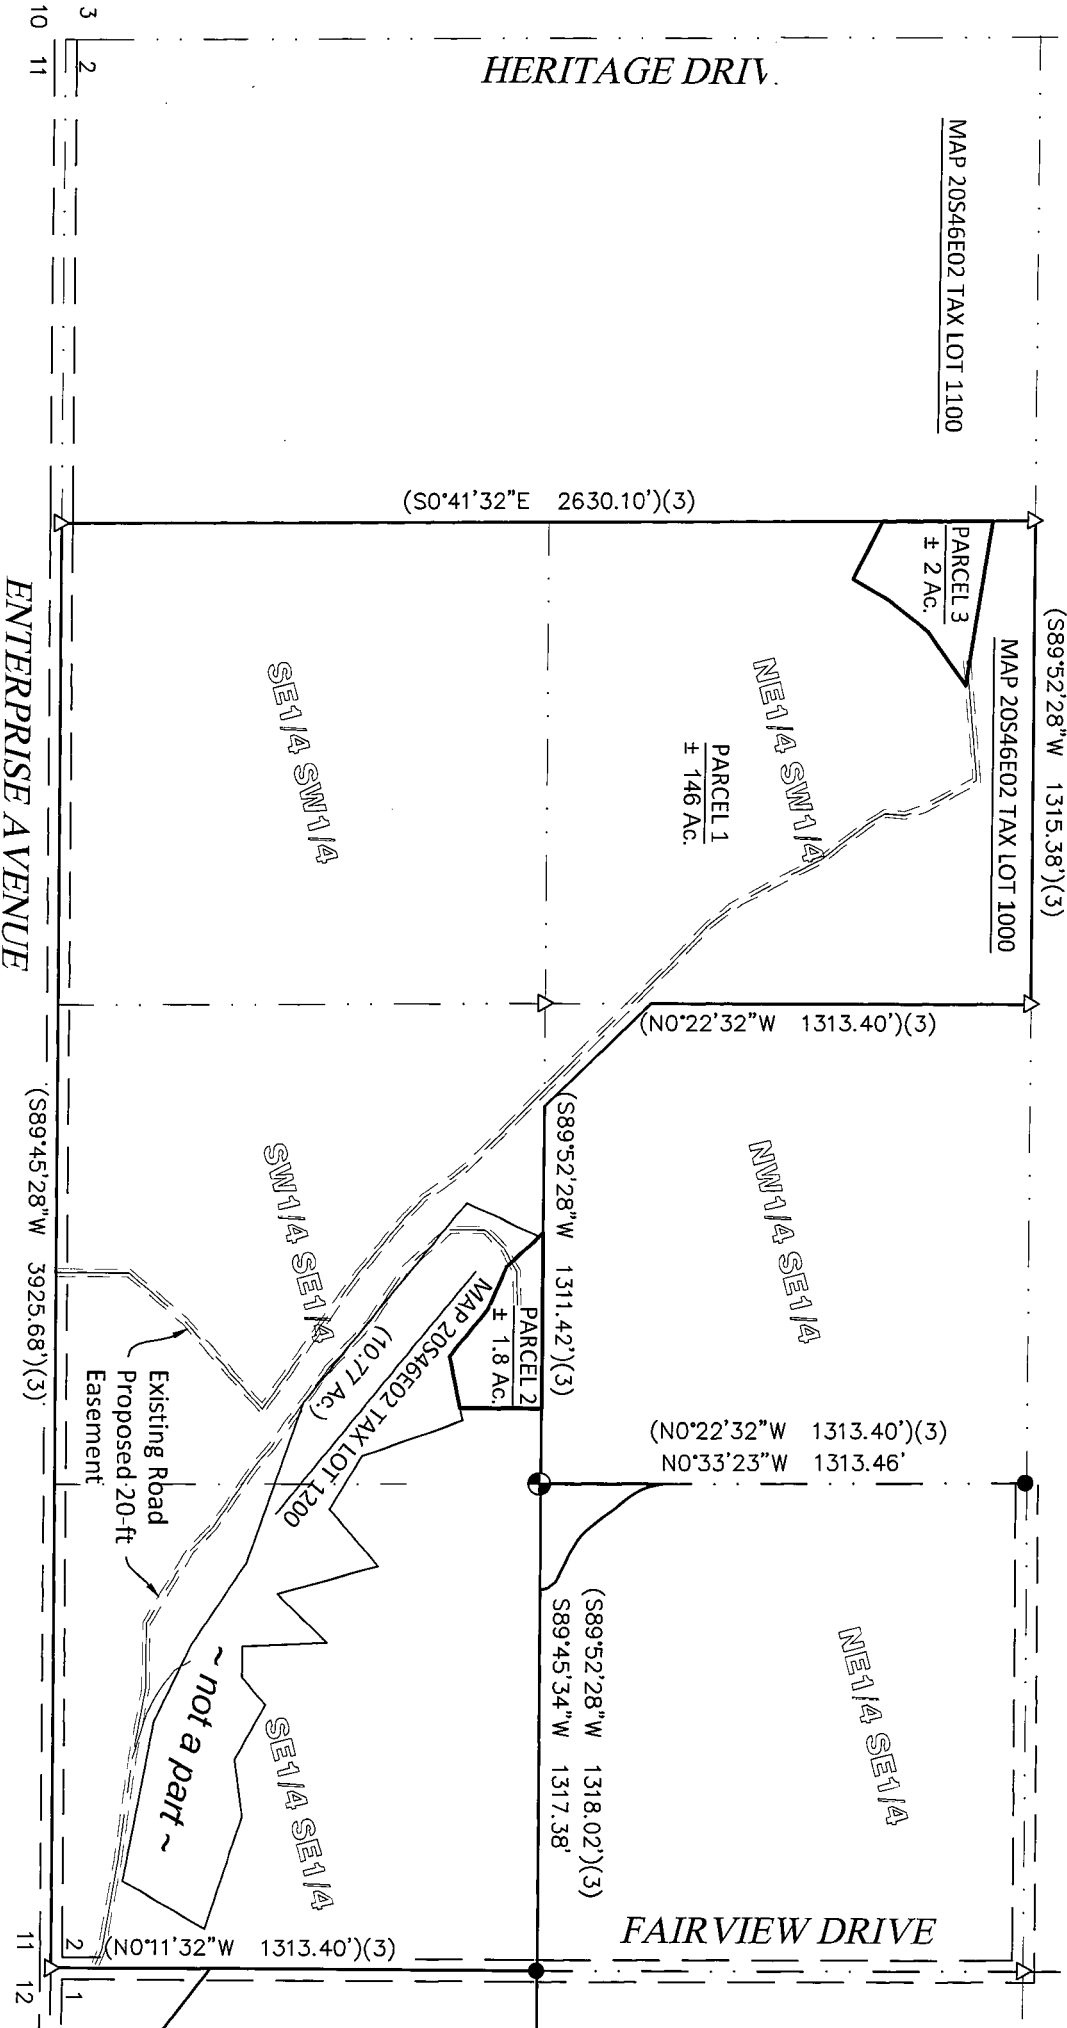 3
2
10
11
HERITAGE DRIV
MAP 20S46E02 TAX LOT 1100
(S0°41'32"E 2630.10')(3)
(S89°52'28"W 1315.38')(3)
MAP 20S46E02 TAX LOT 1000
PARCEL 3
± 2 Ac.
NE1/4 SW1/4
PARCEL 1
± 146 Ac.
SE1/4 SW1/4
ENTERPRISE AVENUE
(N0°22'32"W 1313.40')(3)
(S89°52'28"W 1311.42')(3)
NW1/4 SE1/4
SW1/4 SE1/4
PARCEL 2
± 1.8 Ac.
MAP 20S46E02 TAX LOT 1200
(10.77 Ac.)
(S89°45'28"W 3925.68')(3)
Existing Road
Proposed 20-ft
Easement
(N0°22'32"W 1313.40')(3)
N0°33'23"W 1313.46'
(S89°52'28"W 1318.02')(3)
S89°45'34"W 1317.38'
NE1/4 SE1/4
~ not a part ~
SE1/4 SE1/4
FAIRVIEW DRIVE
(N0°11'32"W 1313.40')(3)
2
1
11
12